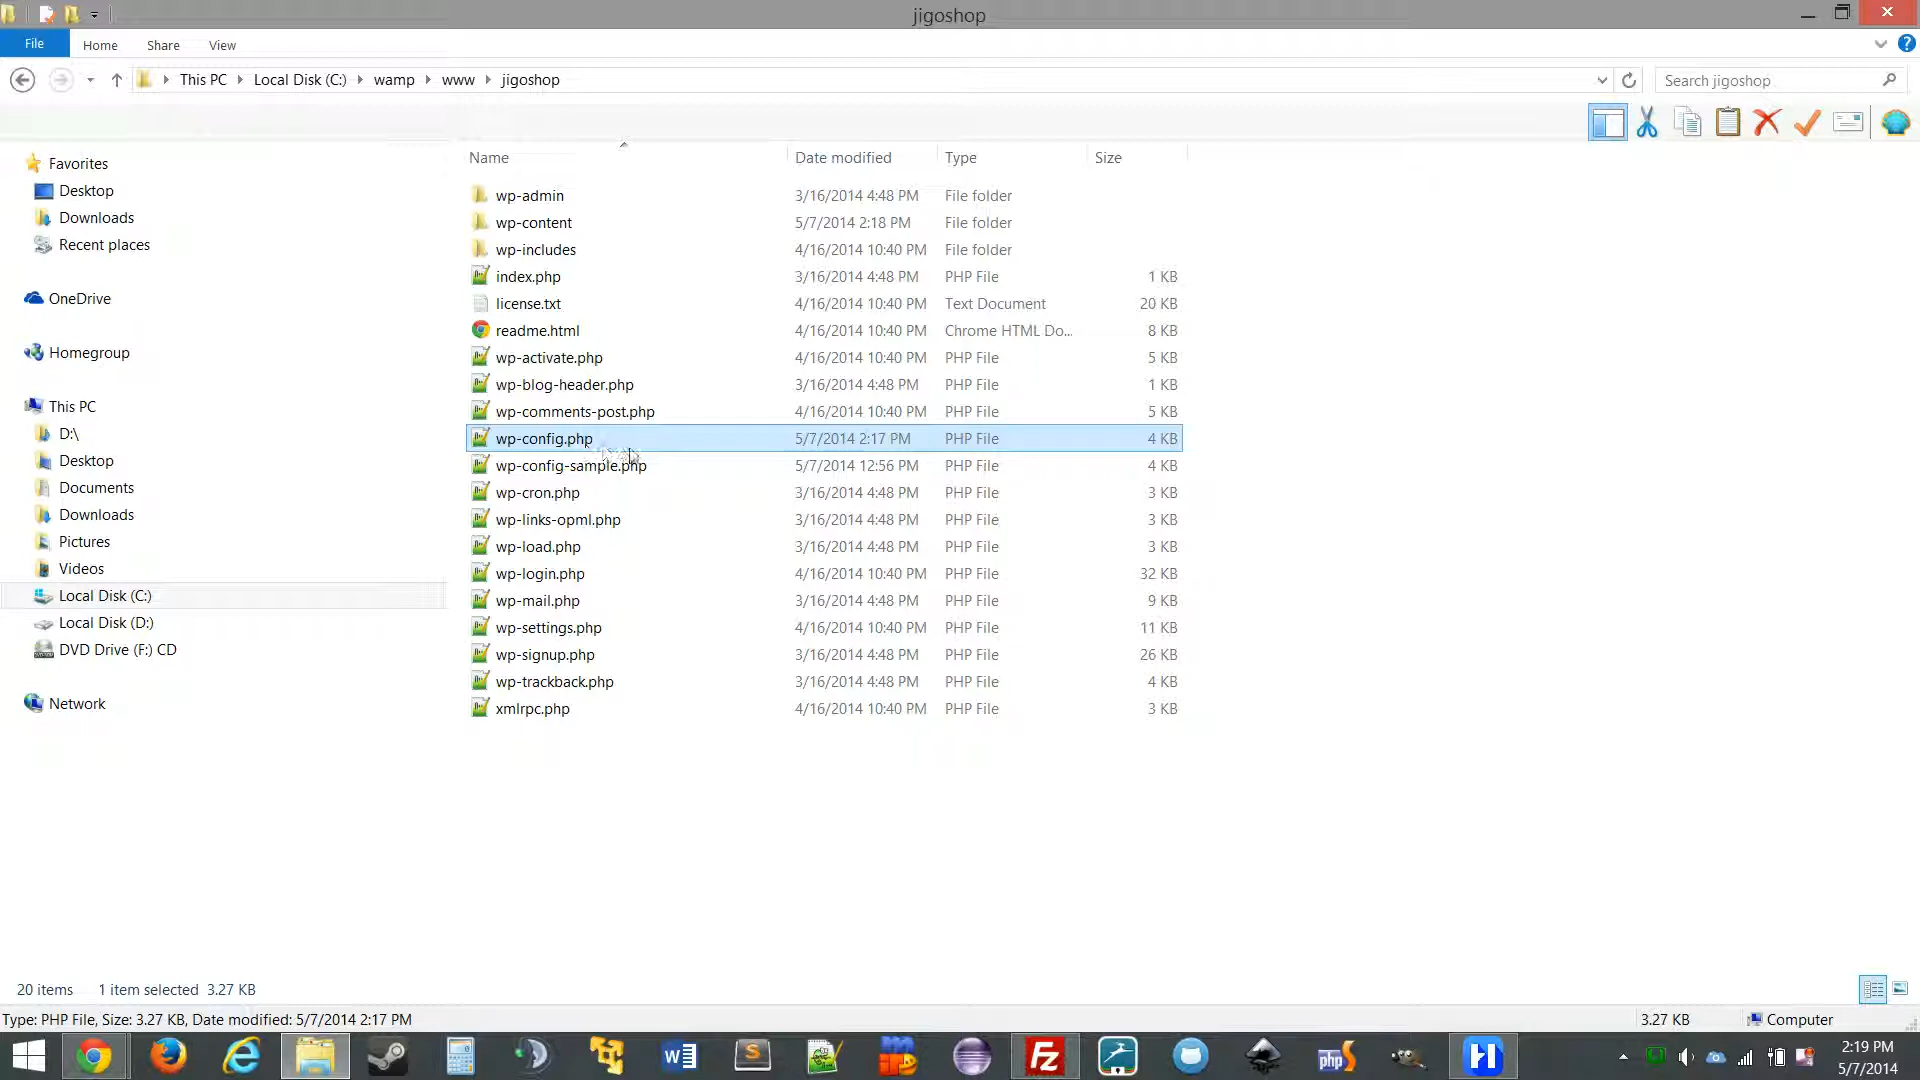 jigoshop
File Home Share View
This PC Local Disk (C:) wamp www jigoshop Search jigoshop
Name Date modified Type Size
Favorites
Desktop
Downloads
Recent places
OneDrive
Homegroup
This PC
D:\
Desktop
Documents
Downloads
Pictures
Videos
Local Disk (C:)
Local Disk (D:)
DVD Drive (F:) CD
Network
wp-admin 3/16/2014 4:48 PM File folder
wp-content 5/7/2014 2:18 PM File folder
wp-includes 4/16/2014 10:40 PM File folder
index.php 3/16/2014 4:48 PM PHP File 1 KB
license.txt 4/16/2014 10:40 PM Text Document 20 KB
readme.html 4/16/2014 10:40 PM Chrome HTML Do... 8 KB
wp-activate.php 4/16/2014 10:40 PM PHP File 5 KB
wp-blog-header.php 3/16/2014 4:48 PM PHP File 1 KB
wp-comments-post.php 4/16/2014 10:40 PM PHP File 5 KB
wp-config.php 5/7/2014 2:17 PM PHP File 4 KB
wp-config-sample.php 5/7/2014 12:56 PM PHP File 4 KB
wp-cron.php 3/16/2014 4:48 PM PHP File 3 KB
wp-links-opml.php 3/16/2014 4:48 PM PHP File 3 KB
wp-load.php 3/16/2014 4:48 PM PHP File 3 KB
wp-login.php 4/16/2014 10:40 PM PHP File 32 KB
wp-mail.php 3/16/2014 4:48 PM PHP File 9 KB
wp-settings.php 4/16/2014 10:40 PM PHP File 11 KB
wp-signup.php 3/16/2014 4:48 PM PHP File 26 KB
wp-trackback.php 3/16/2014 4:48 PM PHP File 4 KB
xmlrpc.php 4/16/2014 10:40 PM PHP File 3 KB
20 items 1 item selected 3.27 KB
Type: PHP File, Size: 3.27 KB, Date modified: 5/7/2014 2:17 PM 3.27 KB Computer
2:19 PM
5/7/2014